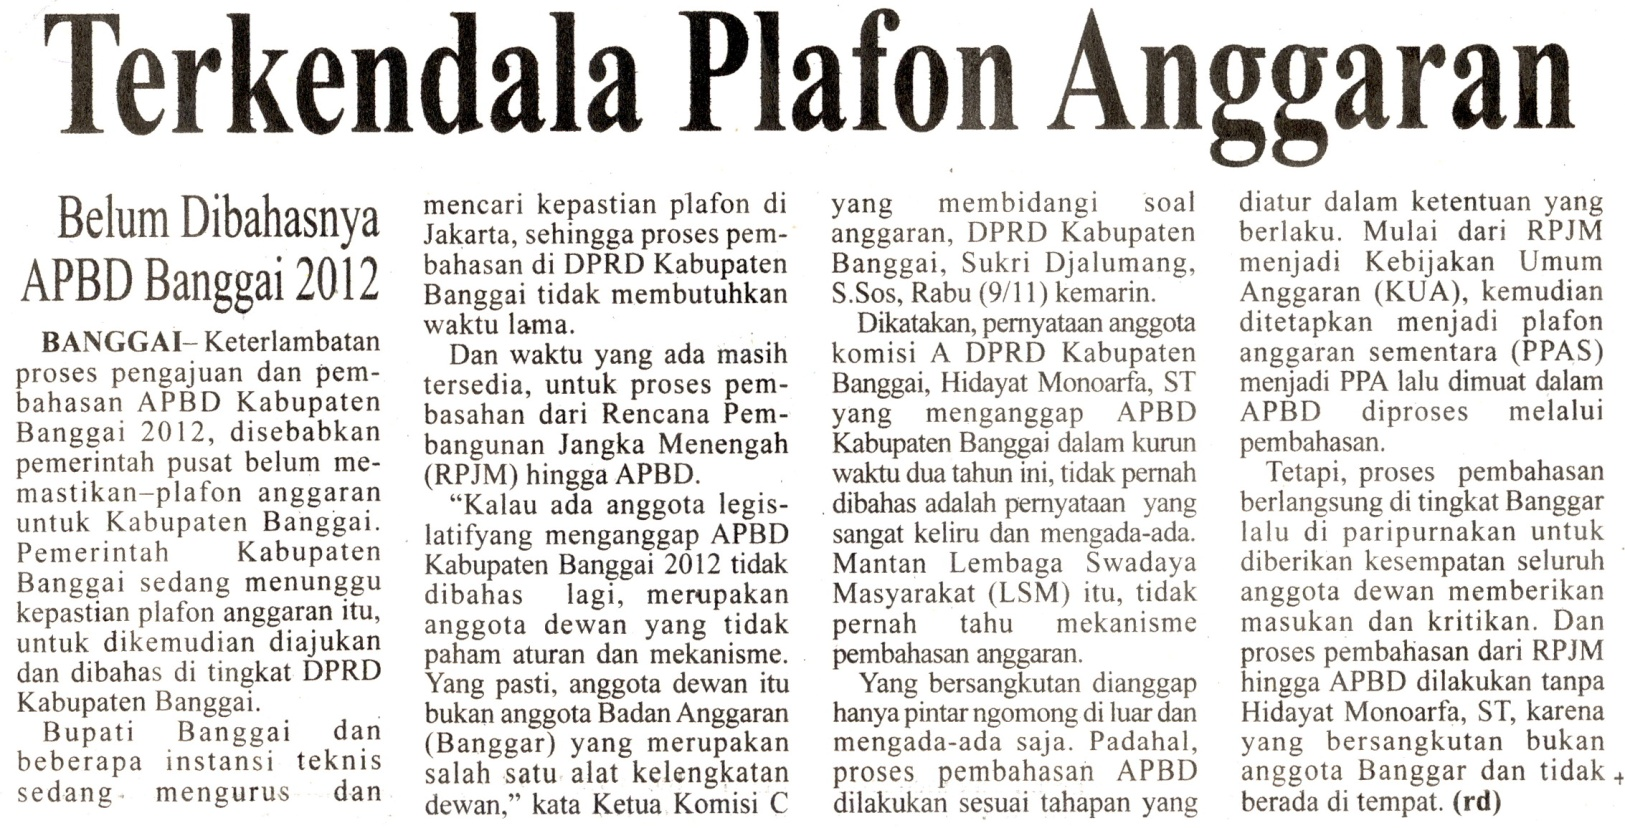 Terkendala Plafon Anggaran
Belum Dibahasnya
APBD Banggai 2012
BANGGAI– Keterlambatan
proses pengajuan dan pem-
bahasan APBD Kabupaten
Banggai 2012, disebabkan
pemerintah pusat belum me-
mastikan–plafon anggaran
untuk Kabupaten Banggai.
Pemerintah Kabupaten
Banggai sedang menunggu
kepastian plafon anggaran itu,
untuk dikemudian diajukan
dan dibahas di tingkat DPRD
Kabupaten Banggai.
Bupati Banggai dan
beberapa instansi teknis
sedang mengurus dan
mencari kepastian plafon di
Jakarta, sehingga proses pem-
bahasan di DPRD Kabupaten
Banggai tidak membutuhkan
waktu lama.
Dan waktu yang ada masih
tersedia, untuk proses pem-
basahan dari Rencana Pem-
bangunan Jangka Menengah
(RPJM) hingga APBD.
“Kalau ada anggota legis-
latifyang menganggap APBD
Kabupaten Banggai 2012 tidak
dibahas lagi, merupakan
anggota dewan yang tidak
paham aturan dan mekanisme.
Yang pasti, anggota dewan itu
bukan anggota Badan Anggaran
(Banggar) yang merupakan
salah satu alat kelengkatan
dewan,” kata Ketua Komisi C
yang membidangi soal
anggaran, DPRD Kabupaten
Banggai, Sukri Djalumang,
S.Sos, Rabu (9/11) kemarin.
Dikatakan, pernyataan anggota
komisi A DPRD Kabupaten
Banggai, Hidayat Monoarfa, ST
yang menganggap APBD
Kabupaten Banggai dalam kurun
waktu dua tahun ini, tidak pernah
dibahas adalah pernyataan yang
sangat keliru dan mengada-ada.
Mantan Lembaga Swadaya
Masyarakat (LSM) itu, tidak
pernah tahu mekanisme
pembahasan anggaran.
Yang bersangkutan dianggap
hanya pintar ngomong di luar dan
mengada-ada saja. Padahal,
proses pembahasan APBD
dilakukan sesuai tahapan yang
diatur dalam ketentuan yang
berlaku. Mulai dari RPJM
menjadi Kebijakan Umum
Anggaran (KUA), kemudian
ditetapkan menjadi plafon
anggaran sementara (PPAS)
menjadi PPA lalu dimuat dalam
APBD diproses melalui
pembahasan.
Tetapi, proses pembahasan
berlangsung di tingkat Banggar
lalu di paripurnakan untuk
diberikan kesempatan seluruh
anggota dewan memberikan
masukan dan kritikan. Dan
proses pembahasan dari RPJM
hingga APBD dilakukan tanpa
Hidayat Monoarfa, ST, karena
yang bersangkutan bukan
anggota Banggar dan tidak
berada di tempat. (rd)